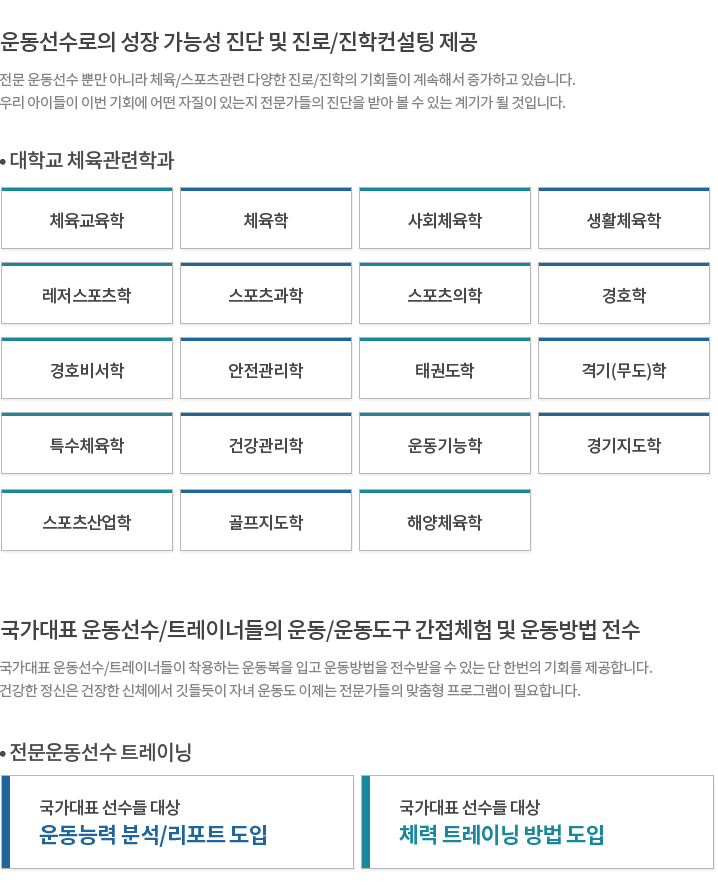 운동선수로의 성장 가능성 진단 및 진로/진학컨설팅 제공
전문 운동선수 뿐만 아니라 체육/스포츠관련 다양한 진로/진학의 기회들이 계속해서 증가하고 있습니다.
우리 아이들이 이번 기회에 어떤 자질이 있는지 전문가들의 진단을 받아 볼 수 있는 계기가 될 것입니다.
• 대학교 체육관련학과
체육교육학 체육학 사회체육학 생활체육학
레저스포츠학 스포츠과학 스포츠의학 경호학
경호비서학 안전관리학 태권도학 격기(무도)학
특수체육학 건강관리학 운동기능학 경기지도학
스포츠산업학 골프지도학 해양체육학
국가대표 운동선수/트레이너들의 운동/운동도구 간접체험 및 운동방법 전수
국가대표 운동선수/트레이너들이 착용하는 운동복을 입고 운동방법을 전수받을 수 있는 단 한번의 기회를 제공합니다.
건강한 정신은 건장한 신체에서 깃들듯이 자녀 운동도 이제는 전문가들의 맞춤형 프로그램이 필요합니다.
• 전문운동선수 트레이닝
국가대표 선수들 대상 국가대표 선수들 대상
운동능력 분석/리포트 도입 체력 트레이닝 방법 도입